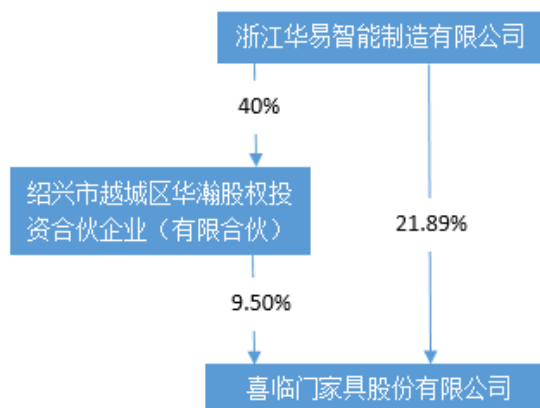 浙江华易智能制造有限公司
40%
绍兴市越城区华瀚股权投
资合伙企业（有限合伙）
21.89%
9.50%
喜临门家具股份有限公司